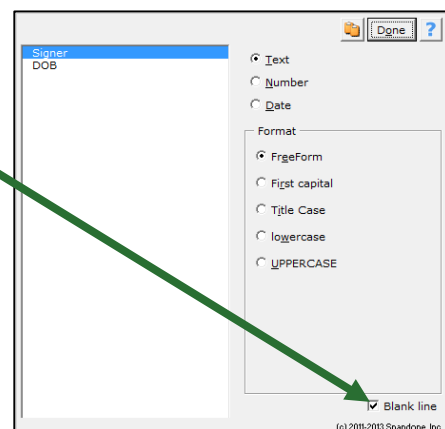 Done ?
Signer
DOB
Text
Number
Date
Format
FreeForm
First capital
Title Case
lowercase
UPPERCASE
Blank line
(c) 2011-2013 Spandone, Inc